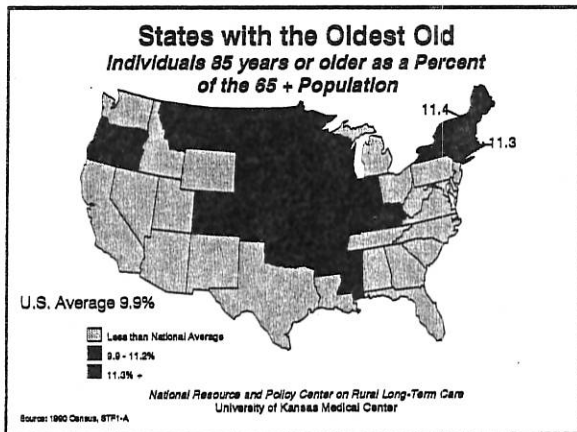 States with the Oldest Old
Individuals 85 years or older as a Percent
of the 65 + Population
11.4
11.3
U.S. Average 9.9%
Less than National Average
9.9 - 11.2%
11.3% +
National Resource and Policy Center on Rural Long-Term Care
University of Kansas Medical Center
Source: 1990 Census, STF1-A